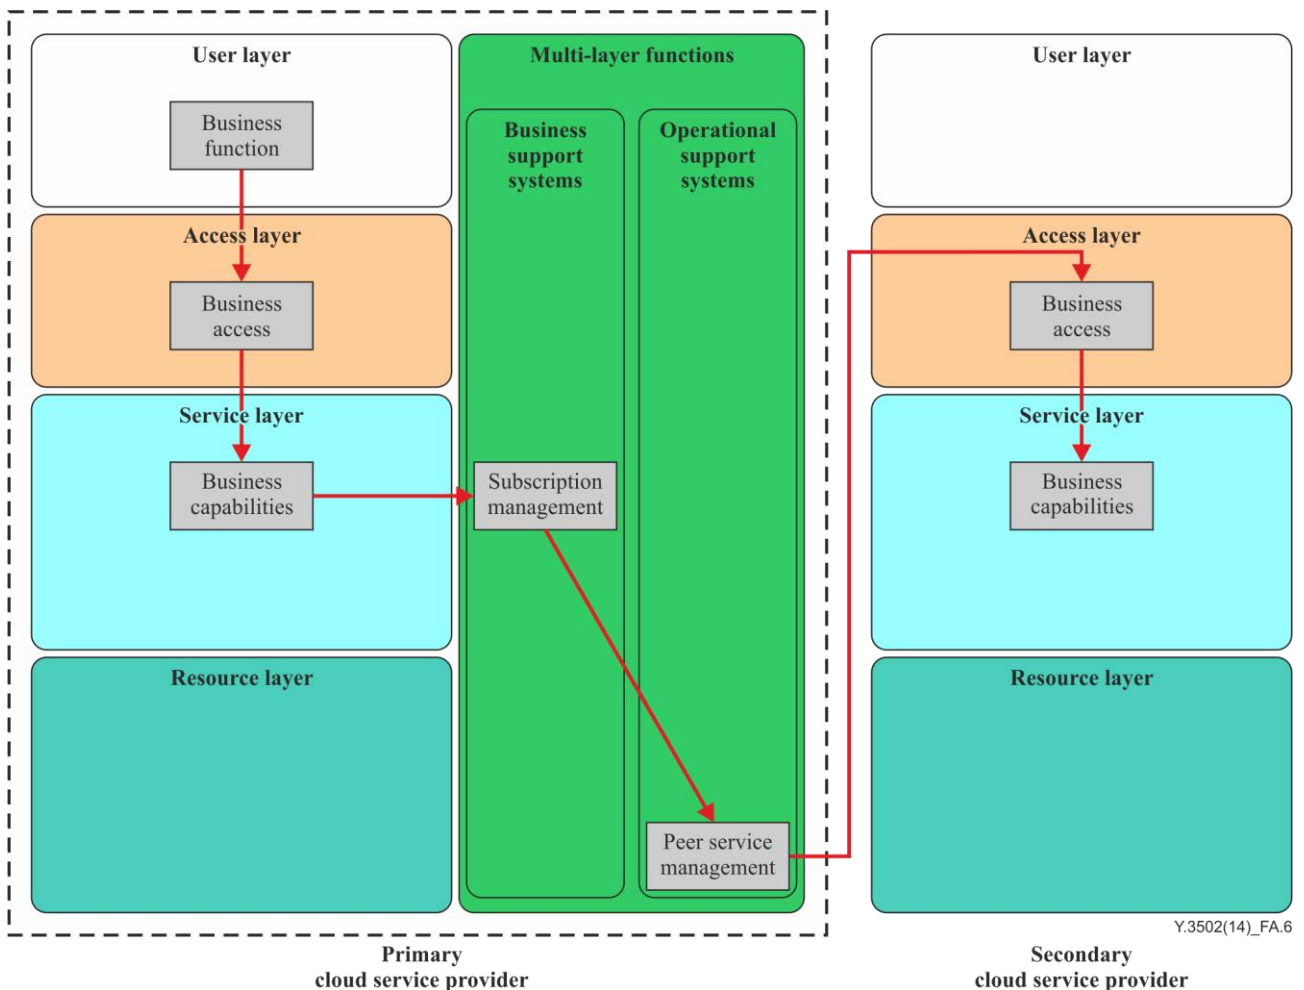 User layer
Business
function
Access layer
Business
access
Service layer
Business
capabilities
Resource layer
Multi-layer functions
Business
support
systems
Operational
support
systems
Subscription
management
Peer service
management
User layer
Access layer
Business
access
Service layer
Business
capabilities
Resource layer
Y.3502(14)_FA.6
Primary
cloud service provider
Secondary
cloud service provider